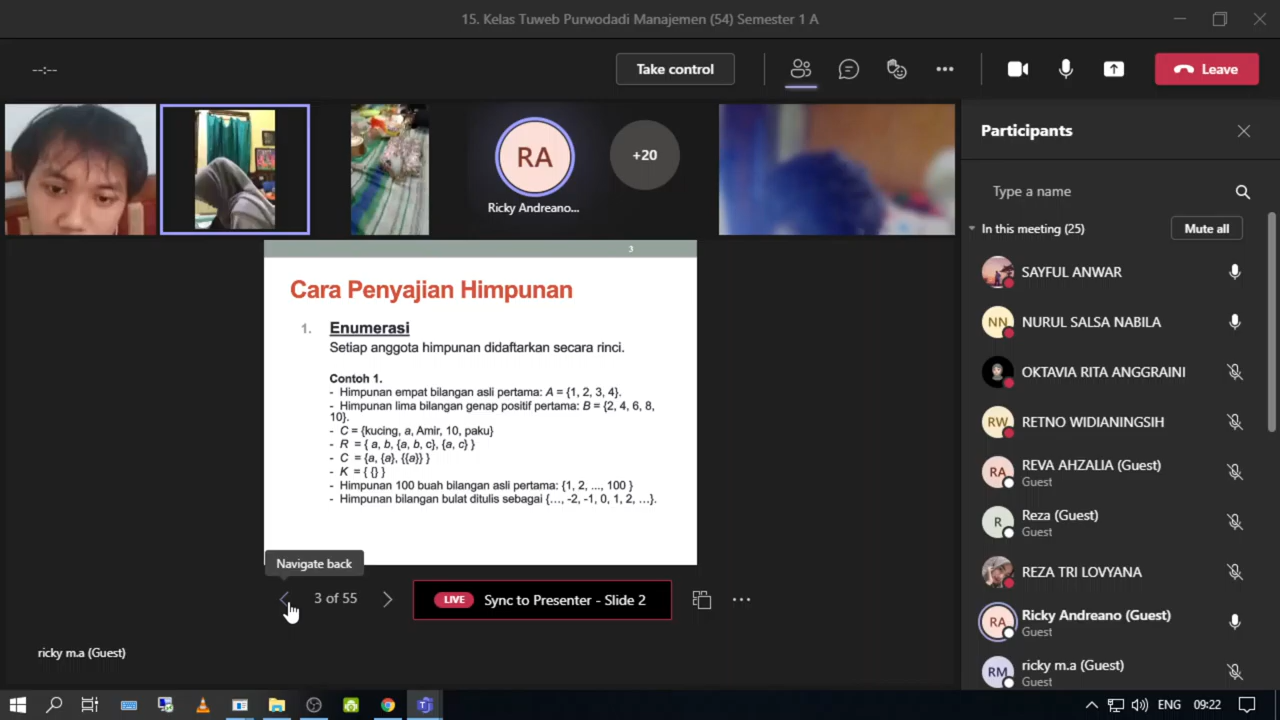 15. Kelas Tuweb Purwodadi Manajemen (54) Semester 1 A
--:--
Take control
Leave
RA
Ricky Andreano...
+20
Participants
Type a name
In this meeting (25)
Mute all
SAYFUL ANWAR
NN
NURUL SALSA NABILA
OKTAVIA RITA ANGGRAINI
RW
RETNO WIDIANINGSIH
RA
REVA AHZALIA (Guest)
Guest
R
Reza (Guest)
Guest
REZA TRI LOVYANA
RA
Ricky Andreano (Guest)
Guest
RM
ricky m.a (Guest)
Guest
3
Cara Penyajian Himpunan
1. Enumerasi
Setiap anggota himpunan didaftarkan secara rinci.
Contoh 1.
- Himpunan empat bilangan asli pertama: A = {1, 2, 3, 4}.
- Himpunan lima bilangan genap positif pertama: B = {2, 4, 6, 8,
10}.
- C = {kucing, a, Amir, 10, paku}
- R = { a, b, {a, b, c}, {a, c} }
- C = {a, {a}, {{a}} }
- K = { {} }
- Himpunan 100 buah bilangan asli pertama: {1, 2, ..., 100 }
- Himpunan bilangan bulat ditulis sebagai {…, -2, -1, 0, 1, 2, …}.
Navigate back
3 of 55
LIVE
Sync to Presenter - Slide 2
ricky m.a (Guest)
ENG
09:22